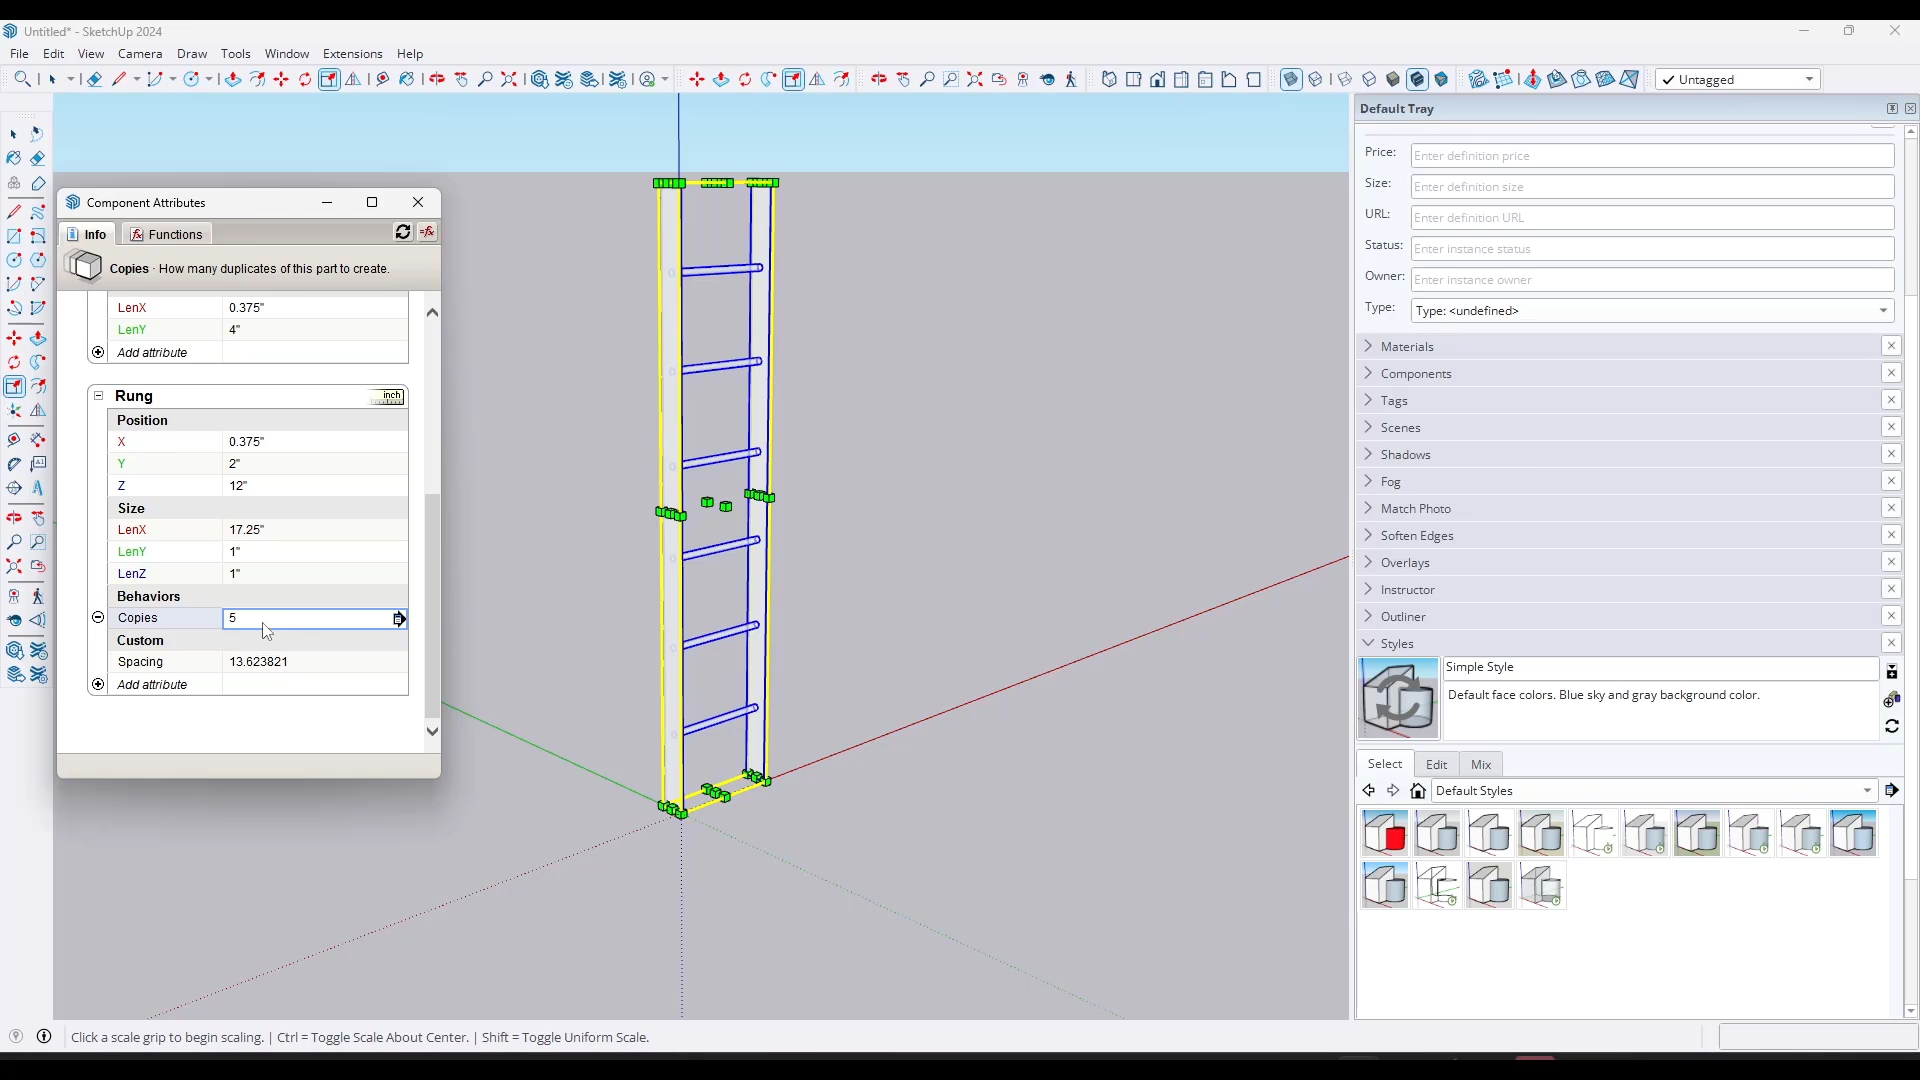 Untitled* - SketchUp 2024
File Edit View Camera Draw Tools Window Extensions Help
Untagged
Default Tray
Component Attributes
Info
Functions
Copies · How many duplicates of this part to create.
LenX 0.375"
LenY 4"
Add attribute
Rung
inch
Position
X 0.375"
Y 2"
Z 12"
Size
LenX 17.25"
LenY 1"
LenZ 1"
Behaviors
Copies 5
Custom
Spacing 13.623821
Add attribute
Price: Enter definition price
Size: Enter definition size
URL: Enter definition URL
Status: Enter instance status
Owner: Enter instance owner
Type: Type: <undefined>
Materials
Components
Tags
Scenes
Shadows
Fog
Match Photo
Soften Edges
Overlays
Instructor
Outliner
Styles
Simple Style
Default face colors. Blue sky and gray background color.
Select Edit Mix
Default Styles
Click a scale grip to begin scaling. | Ctrl = Toggle Scale About Center. | Shift = Toggle Uniform Scale.